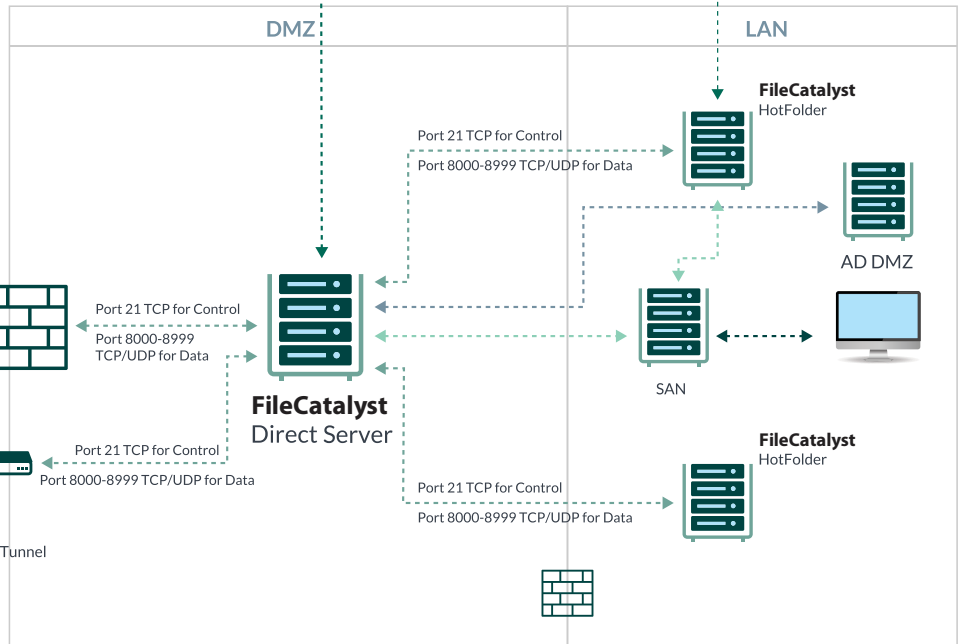 DMZ
LAN
FileCatalyst
HotFolder
Port 21 TCP for Control
Port 8000-8999 TCP/UDP for Data
AD DMZ
Port 21 TCP for Control
Port 8000-8999
TCP/UDP for Data
SAN
FileCatalyst
Direct Server
Port 21 TCP for Control
Port 8000-8999 TCP/UDP for Data
FileCatalyst
HotFolder
Port 21 TCP for Control
Port 8000-8999 TCP/UDP for Data
Tunnel